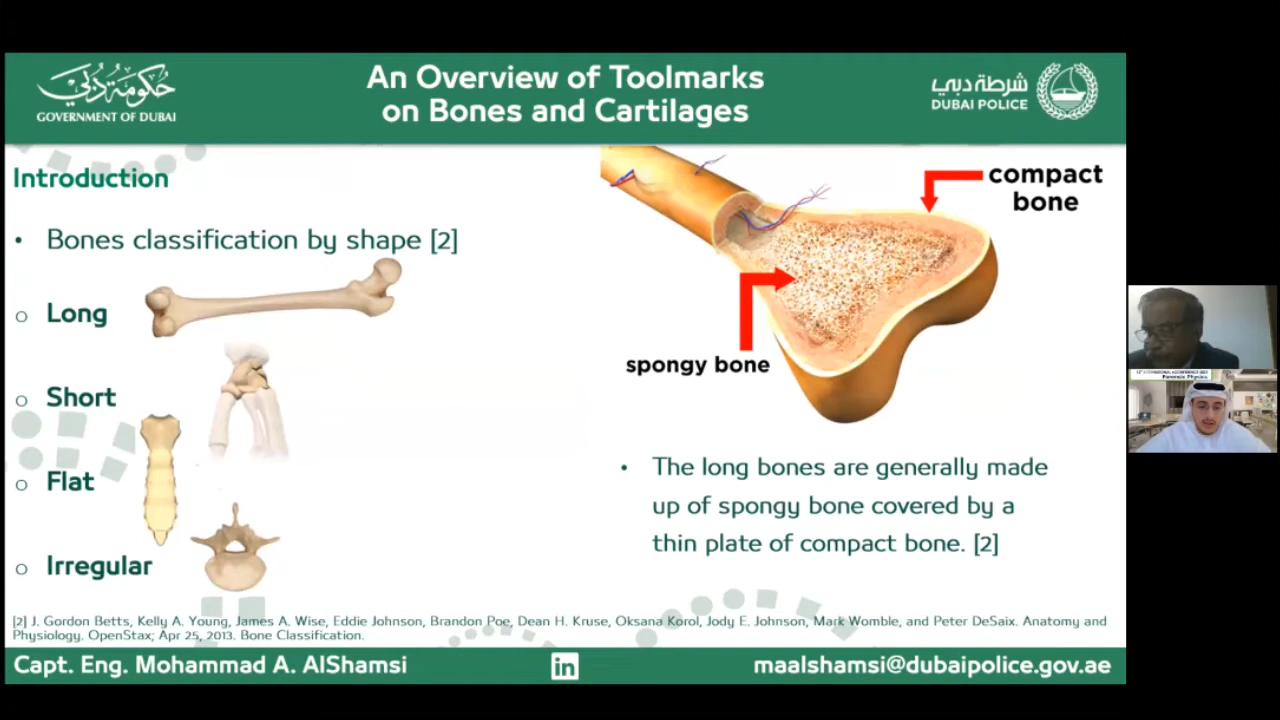 حكومة دبي
GOVERNMENT OF DUBAI
An Overview of Toolmarks
on Bones and Cartilages
شرطة دبي
DUBAI POLICE
Introduction
• Bones classification by shape [2]
o Long
o Short
o Flat
o Irregular
compact
bone
spongy bone
• The long bones are generally made
up of spongy bone covered by a
thin plate of compact bone. [2]
[2] J. Gordon Betts, Kelly A. Young, James A. Wise, Eddie Johnson, Brandon Poe, Dean H. Kruse, Oksana Korol, Jody E. Johnson, Mark Womble, and Peter DeSaix. Anatomy and
Physiology. OpenStax; Apr 25, 2013. Bone Classification.
Capt. Eng. Mohammad A. AlShamsi
in
maalshamsi@dubaipolice.gov.ae
Forensic Physics